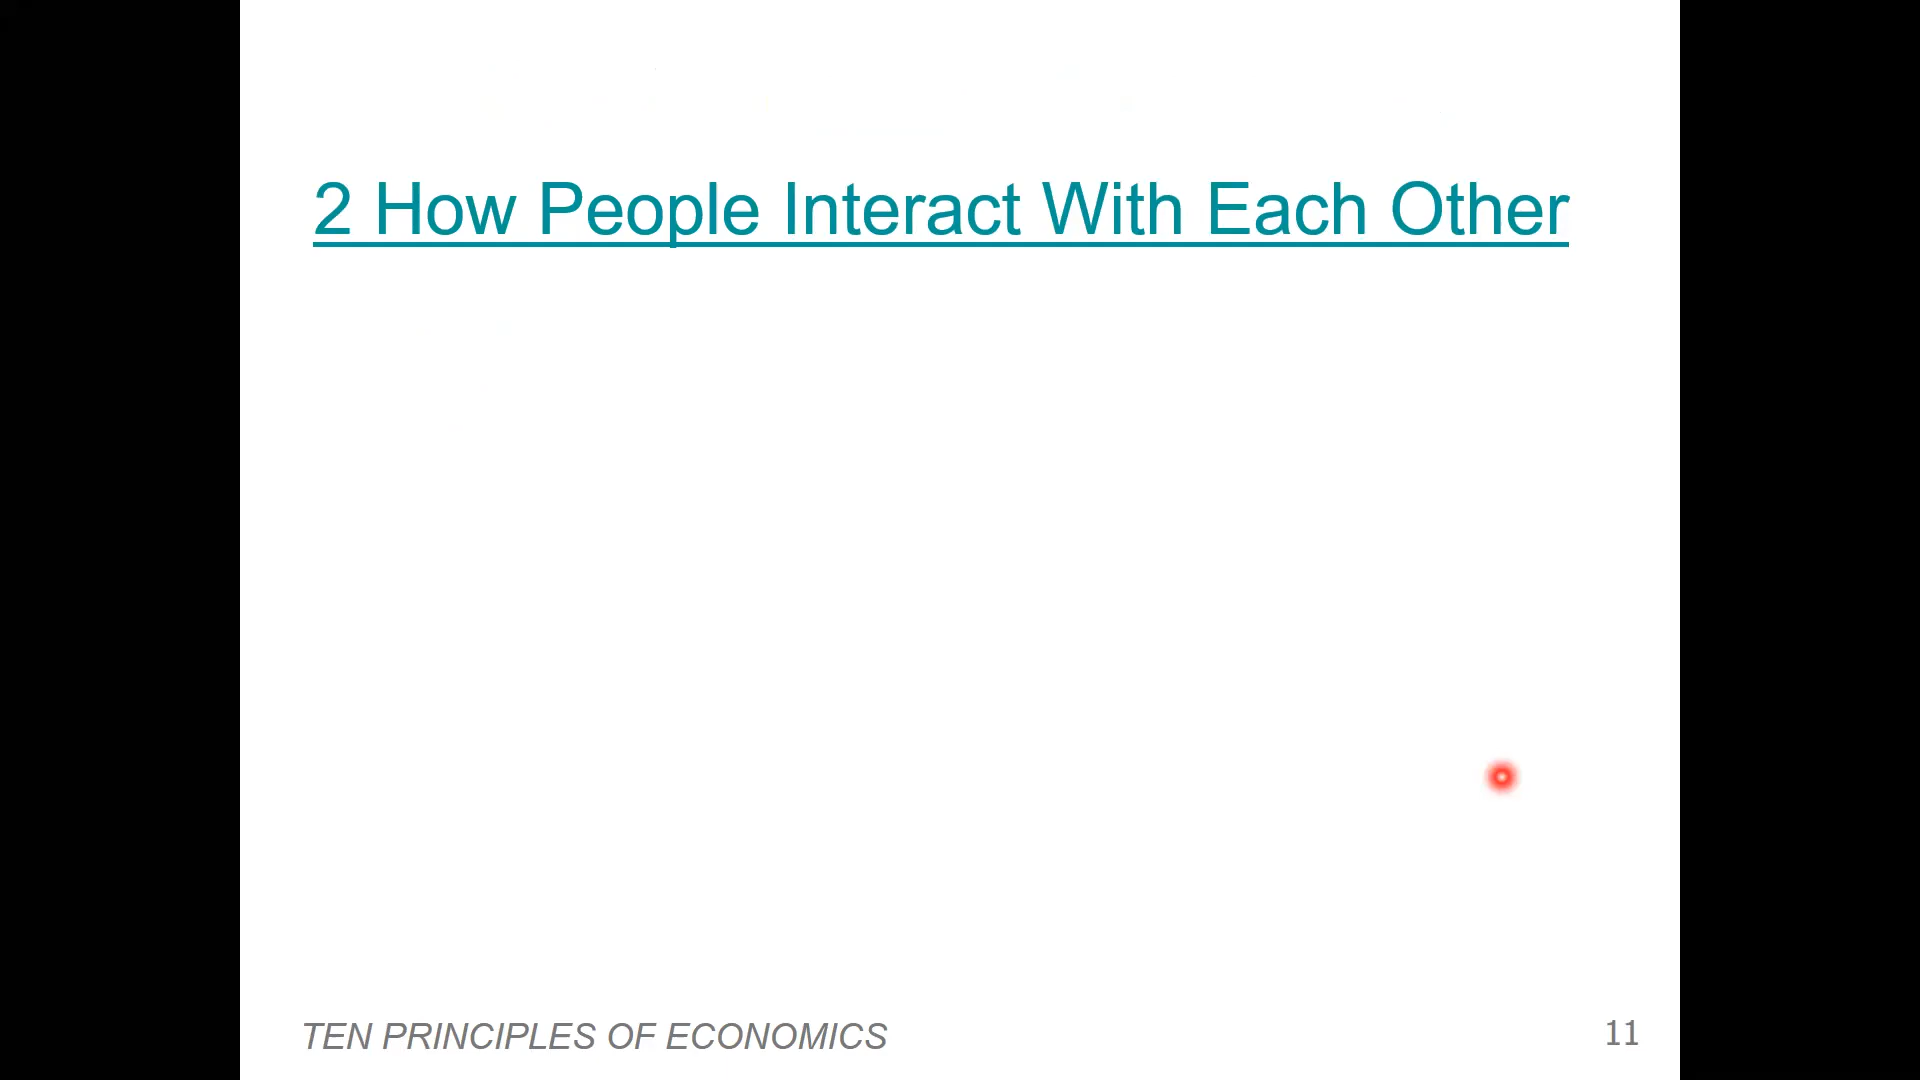 2 How People Interact With Each Other
TEN PRINCIPLES OF ECONOMICS
11